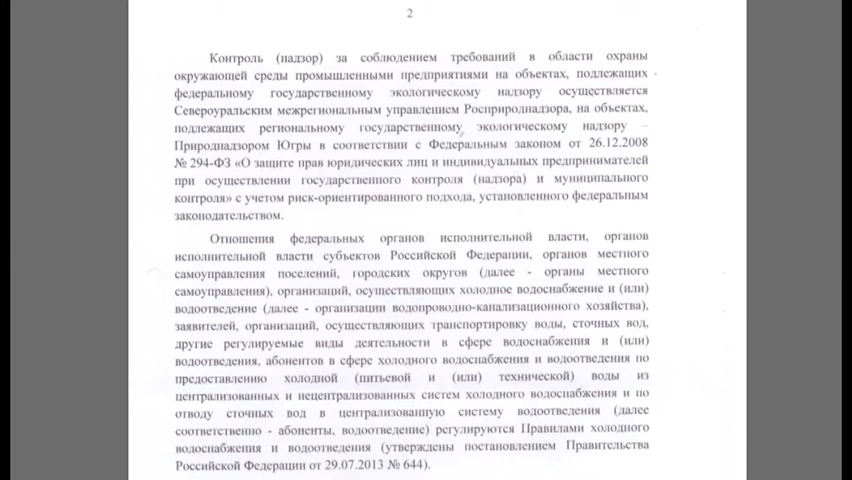 2
Контроль (надзор) за соблюдением требований в области охраны
окружающей среды промышленными предприятиями на объектах, подлежащих
федеральному государственному экологическому надзору осуществляется
Североуральским межрегиональным управлением Росприроднадзора, на объектах,
подлежащих региональному государственному экологическому надзору –
Природнадзором Югры в соответствии с Федеральным законом от 26.12.2008
№ 294-ФЗ «О защите прав юридических лиц и индивидуальных предпринимателей
при осуществлении государственного контроля (надзора) и муниципального
контроля» с учетом риск-ориентированного подхода, установленного федеральным
законодательством.
Отношения федеральных органов исполнительной власти, органов
исполнительной власти субъектов Российской Федерации, органов местного
самоуправления поселений, городских округов (далее - органы местного
самоуправления), организаций, осуществляющих холодное водоснабжение и (или)
водоотведение (далее - организации водопроводно-канализационного хозяйства),
заявителей, организаций, осуществляющих транспортировку воды, сточных вод,
другие регулируемые виды деятельности в сфере водоснабжения и (или)
водоотведения, абонентов в сфере холодного водоснабжения и водоотведения по
предоставлению холодной (питьевой и (или) технической) воды из
централизованных и нецентрализованных систем холодного водоснабжения и по
отводу сточных вод в централизованную систему водоотведения (далее
соответственно - абоненты, водоотведение) регулируются Правилами холодного
водоснабжения и водоотведения (утверждены постановлением Правительства
Российской Федерации от 29.07.2013 № 644).